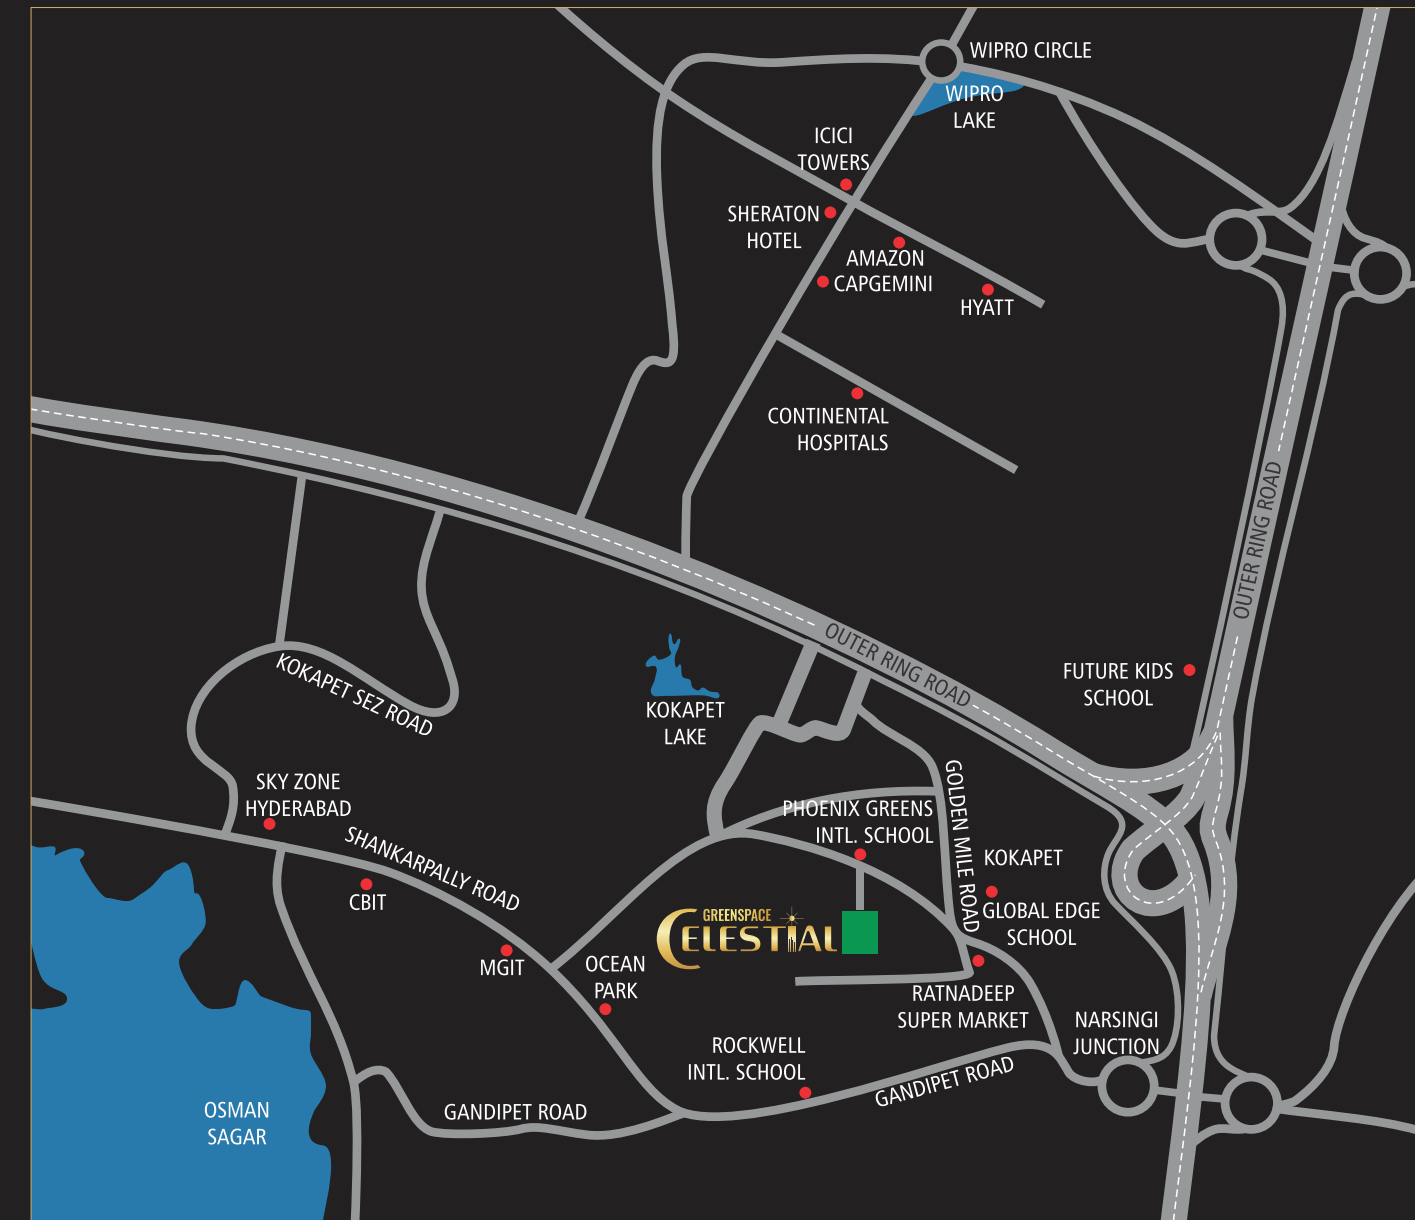 WIPRO CIRCLE
WIPRO
LAKE
ICICI
TOWERS
SHERATON
HOTEL
AMAZON
CAPGEMINI
HYATT
CONTINENTAL
HOSPITALS
OUTER RING ROAD
OUTER RING ROAD
FUTURE KIDS
SCHOOL
KOKAPET SEZ ROAD
KOKAPET
LAKE
SKY ZONE
HYDERABAD
SHANKARPALLY ROAD
CBIT
MGIT
GOLDEN MILE ROAD
PHOENIX GREENS
INTL. SCHOOL
KOKAPET
GLOBAL EDGE
SCHOOL
GREENSPACE
CELESTIAL
OCEAN
PARK
RATNADEEP
SUPER MARKET
NARSINGI
JUNCTION
ROCKWELL
INTL. SCHOOL
GANDIPET ROAD
GANDIPET ROAD
OSMAN
SAGAR